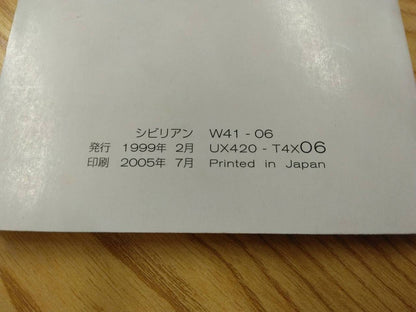 シビリアン W41 - 06
発行 1999年 2月 UX420 - T4X06
印刷 2005年 7月 Printed in Japan